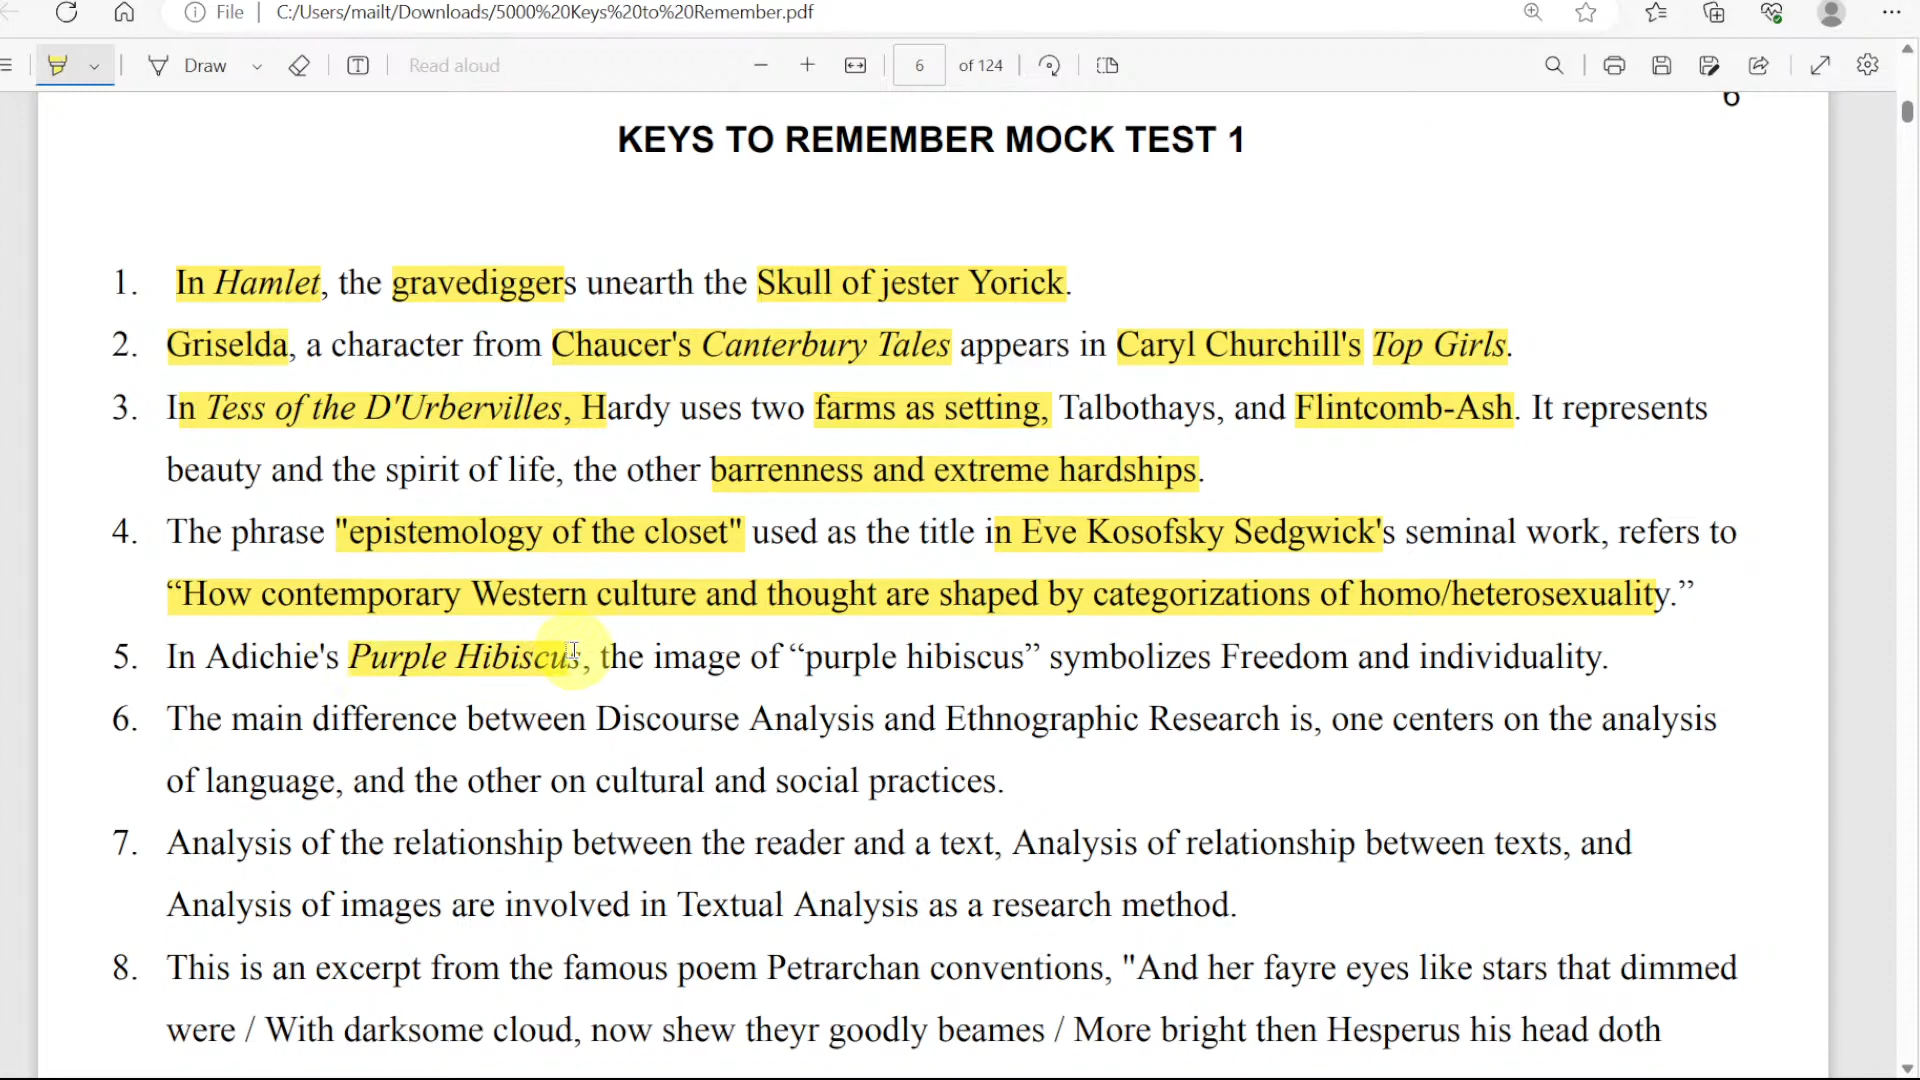 File C:/Users/mailt/Downloads/5000%20Keys%20to%20Remember.pdf
Draw Read aloud 6 of 124
6
KEYS TO REMEMBER MOCK TEST 1
1. In Hamlet, the gravediggers unearth the Skull of jester Yorick.
2. Griselda, a character from Chaucer's Canterbury Tales appears in Caryl Churchill's Top Girls.
3. In Tess of the D'Urbervilles, Hardy uses two farms as setting, Talbothays, and Flintcomb-Ash. It represents
beauty and the spirit of life, the other barrenness and extreme hardships.
4. The phrase "epistemology of the closet" used as the title in Eve Kosofsky Sedgwick's seminal work, refers to
“How contemporary Western culture and thought are shaped by categorizations of homo/heterosexuality.”
5. In Adichie's Purple Hibiscus, the image of “purple hibiscus” symbolizes Freedom and individuality.
6. The main difference between Discourse Analysis and Ethnographic Research is, one centers on the analysis
of language, and the other on cultural and social practices.
7. Analysis of the relationship between the reader and a text, Analysis of relationship between texts, and
Analysis of images are involved in Textual Analysis as a research method.
8. This is an excerpt from the famous poem Petrarchan conventions, "And her fayre eyes like stars that dimmed
were / With darksome cloud, now shew theyr goodly beames / More bright then Hesperus his head doth